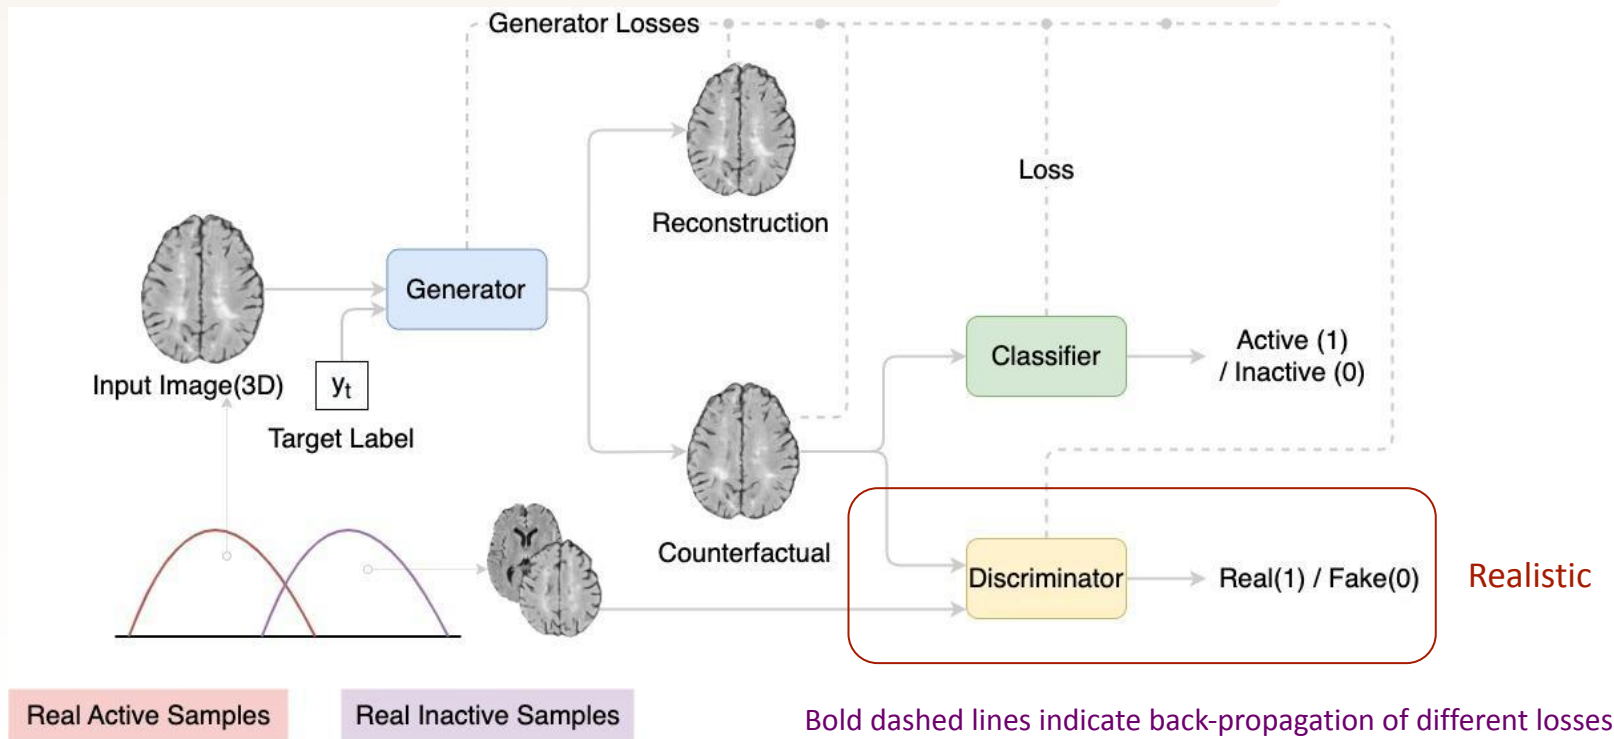 Generator Losses
Reconstruction
Loss
Generator
Input Image(3D)
yt
Target Label
Classifier
Active (1)
/ Inactive (0)
Counterfactual
Discriminator
Real(1) / Fake(0)
Realistic
Real Active Samples
Real Inactive Samples
Bold dashed lines indicate back-propagation of different losses